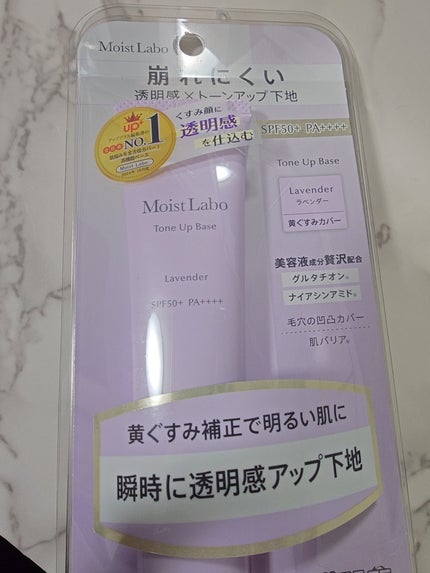 Moist Labo
崩れにくい
透明感×トーンアップ下地
up
NO.1
Moist Labo
くすみ顔に
透明感
を仕込む
SPF50+ PA++++
Tone Up Base
Lavender
ラベンダー
黄ぐすみカバー
美容液成分贅沢配合
グルタチオン
ナイアシンアミド
毛穴の凹凸カバー
肌バリア
Moist Labo
Tone Up Base
Lavender
SPF50+ PA++++
黄ぐすみ補正で明るい肌に
瞬時に透明感アップ下地